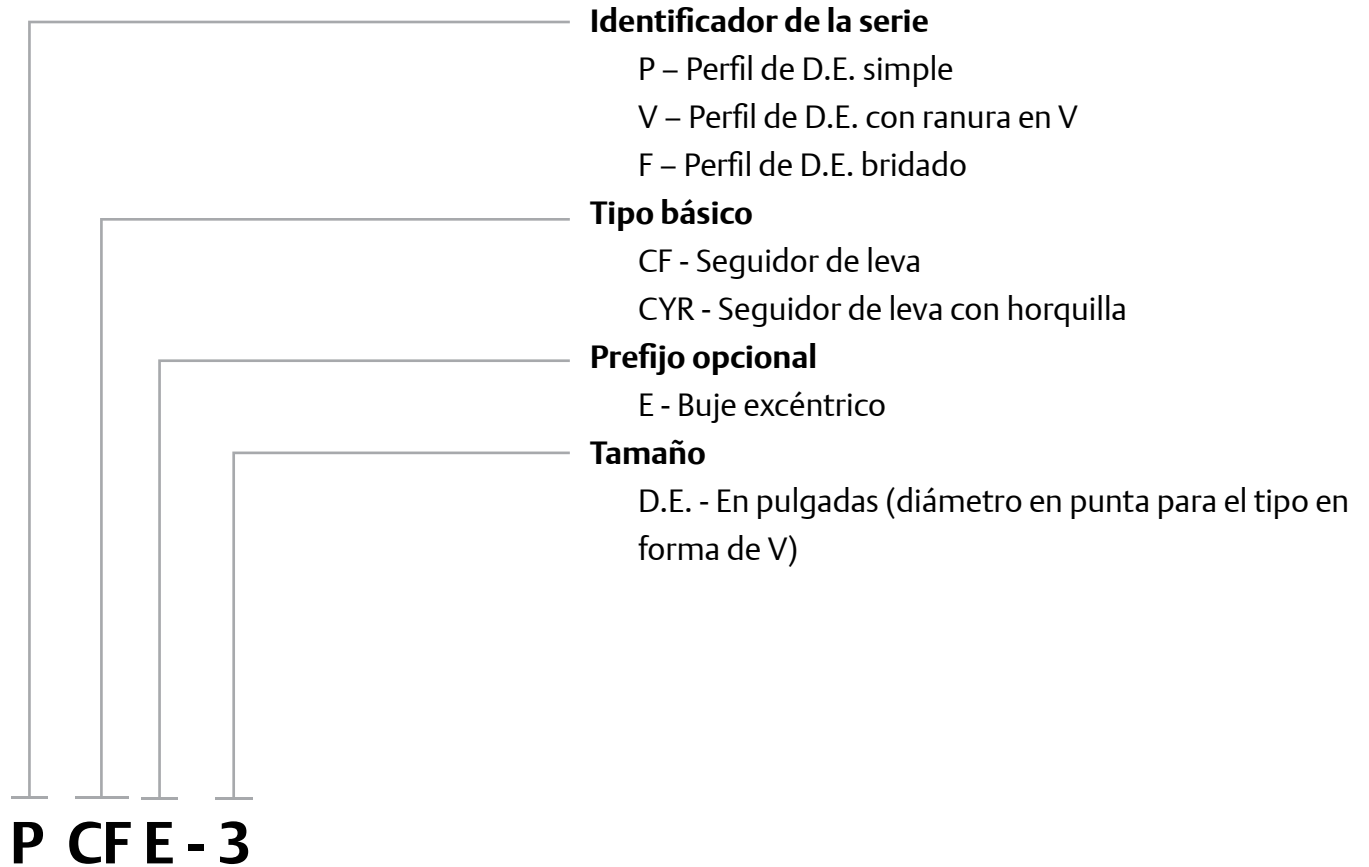 Identificador de la serie
P – Perfil de D.E. simple
V – Perfil de D.E. con ranura en V
F – Perfil de D.E. bridado
Tipo básico
CF - Seguidor de leva
CYR - Seguidor de leva con horquilla
Prefijo opcional
E - Buje excéntrico
Tamaño
D.E. - En pulgadas (diámetro en punta para el tipo en
forma de V)
P CF E - 3